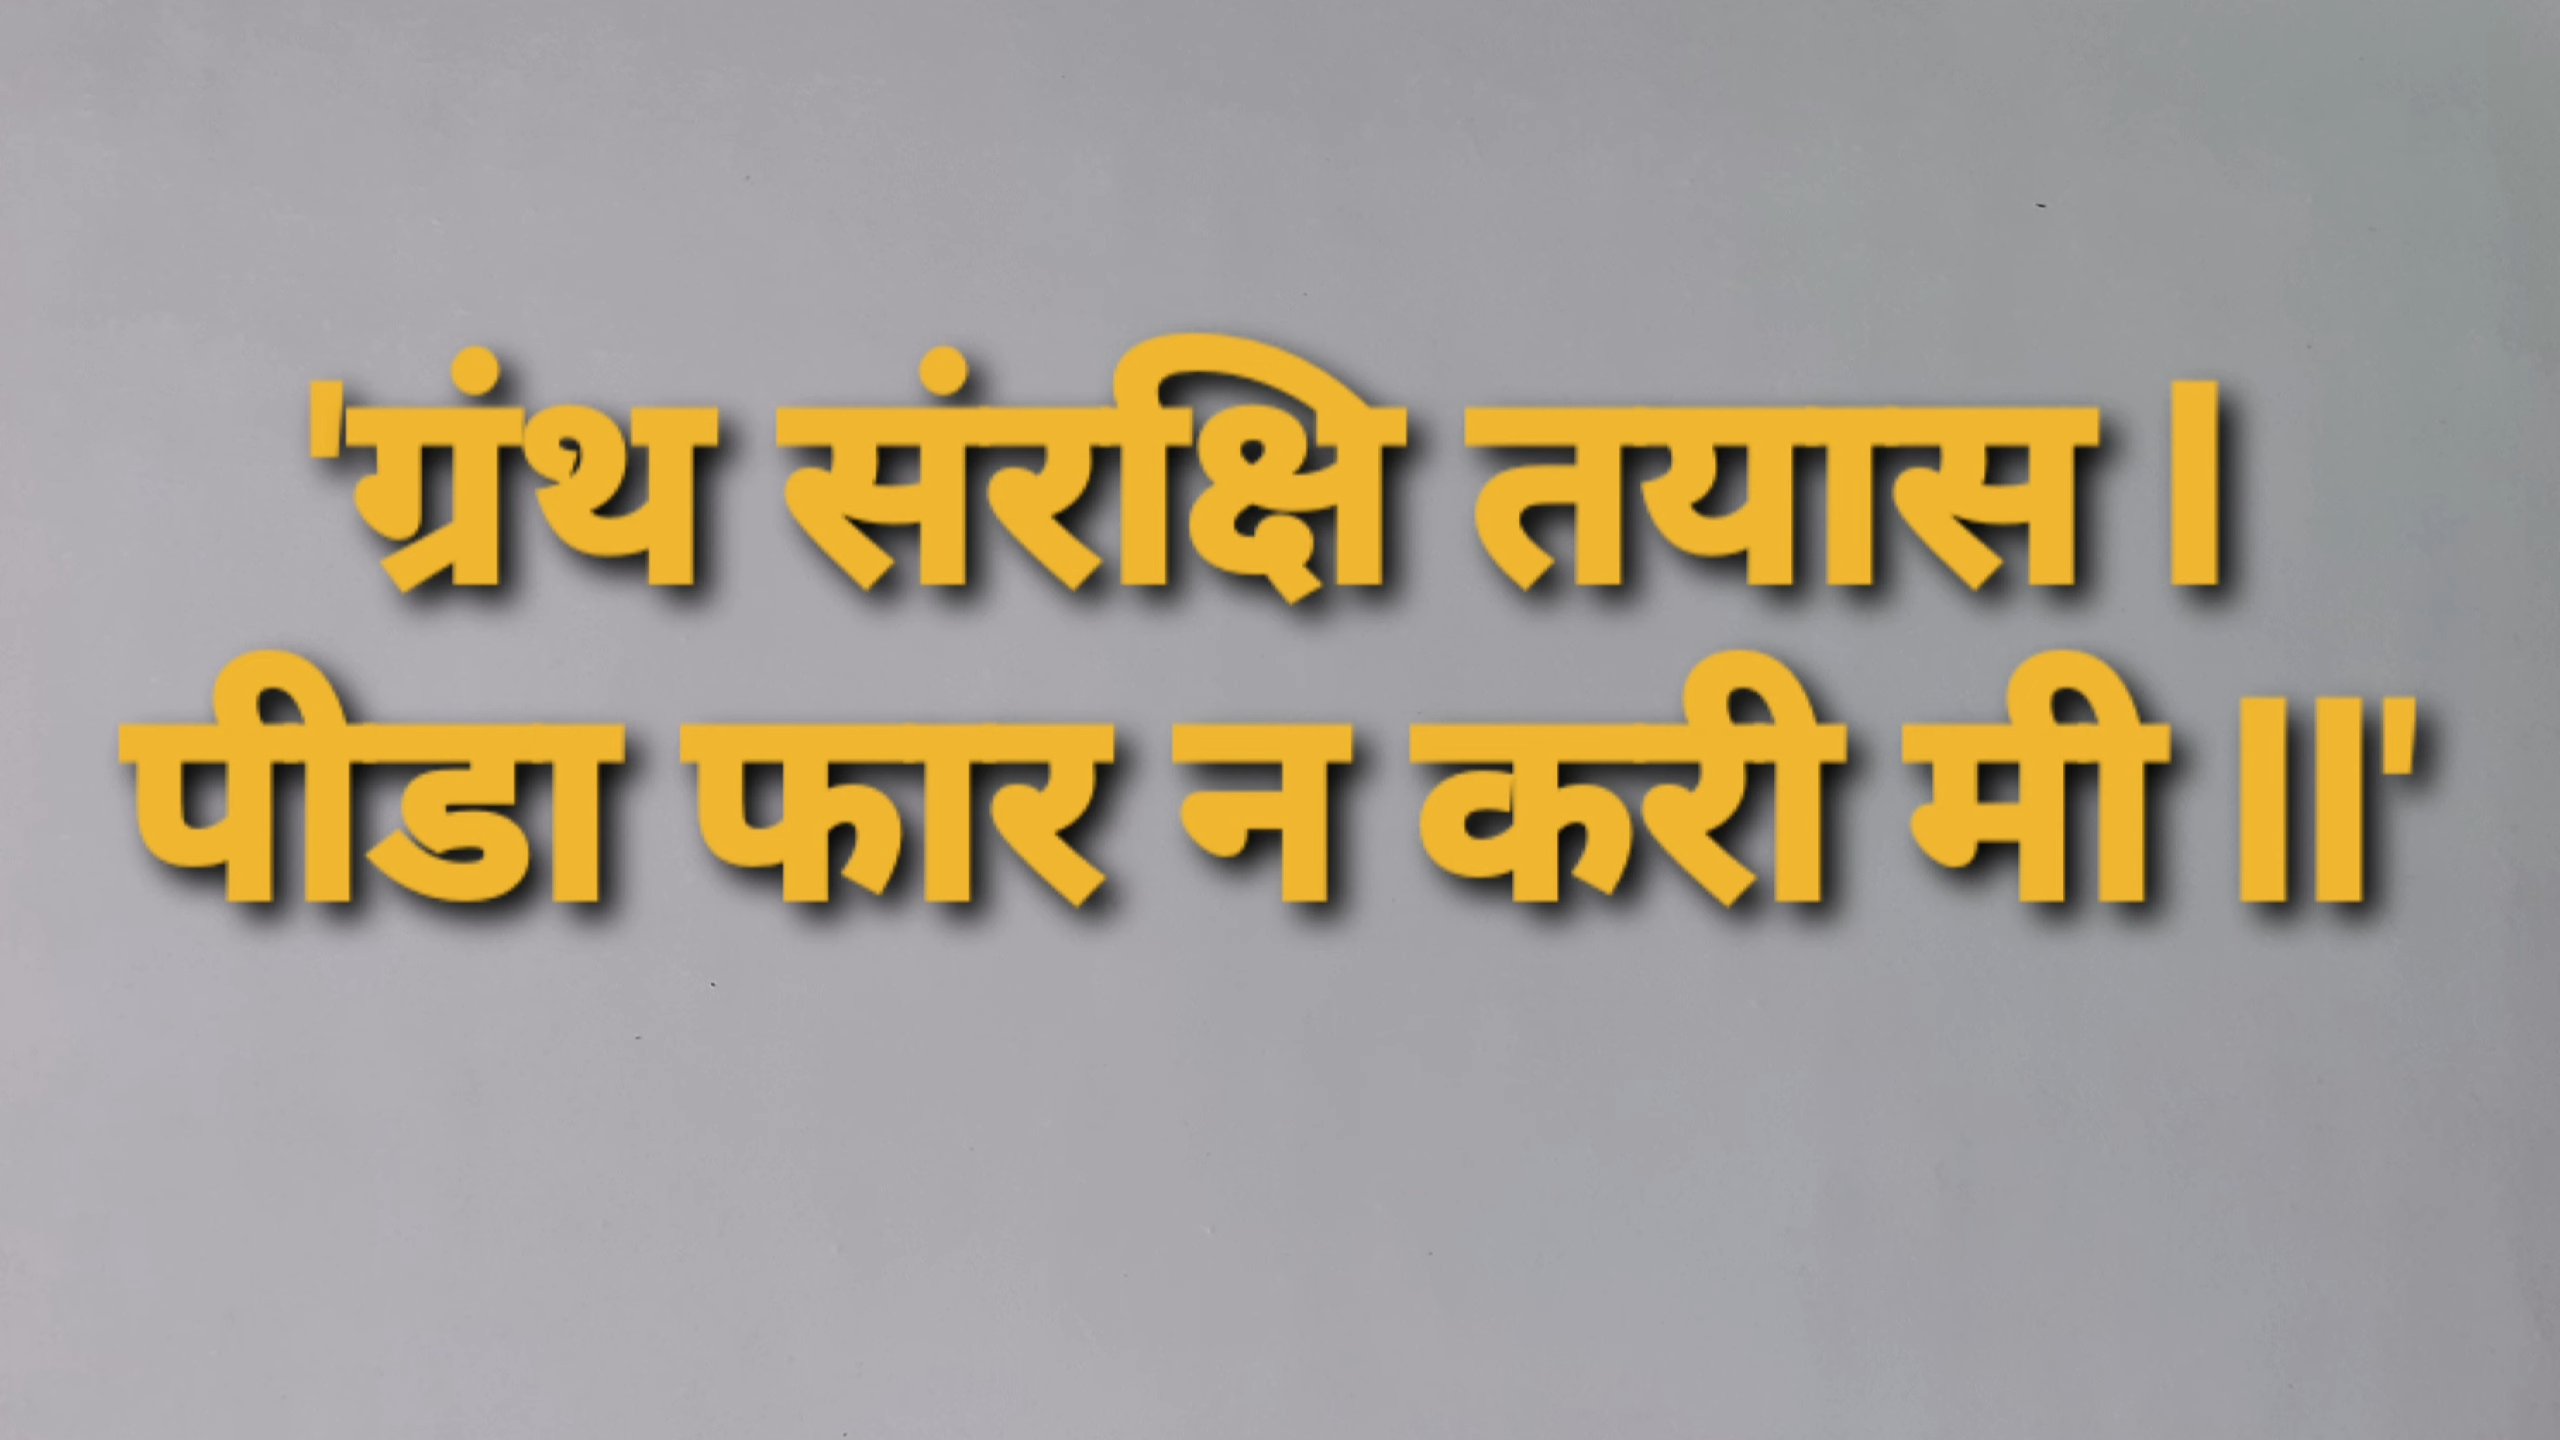 'ग्रंथ संरक्षि तयास ।
पीडा फार न करी मी ॥'